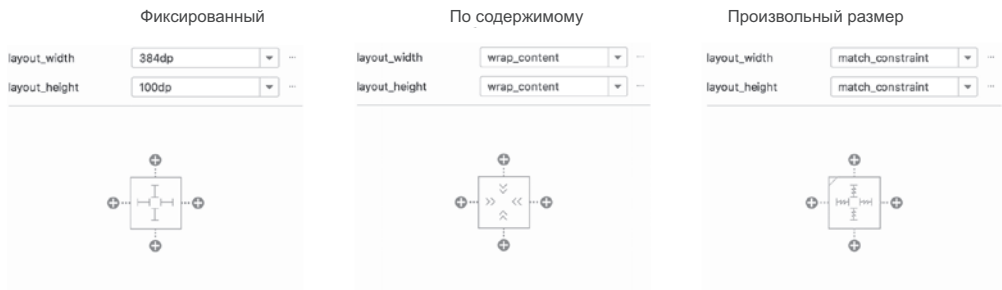 Фиксированный
layout_width 384dp
layout_height 100dp
По содержимому
layout_width wrap_content
layout_height wrap_content
Произвольный размер
layout_width match_constraint
layout_height match_constraint